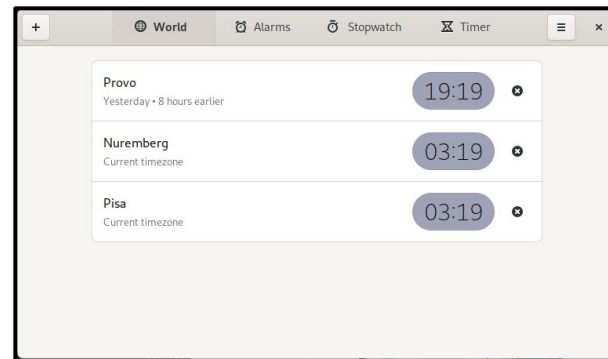 World Alarms Stopwatch Timer
Provo
Yesterday • 8 hours earlier
19:19
Nuremberg
Current timezone
03:19
Pisa
Current timezone
03:19